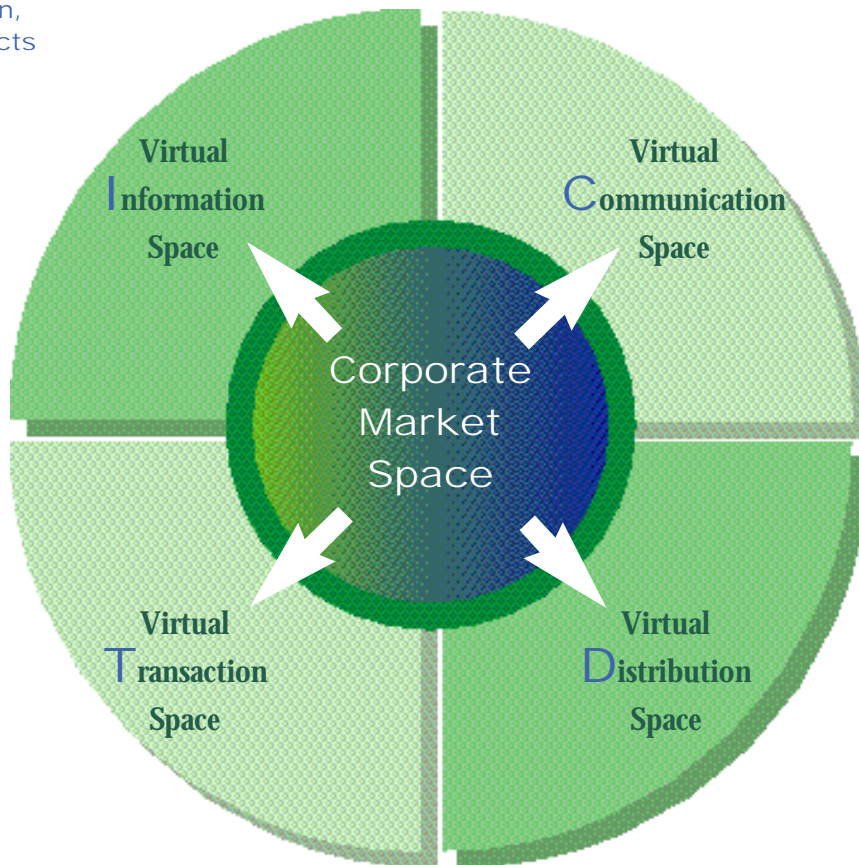 n,
cts
Virtual
Information
Space
Virtual
Communication
Space
Corporate
Market
Space
Virtual
Transaction
Space
Virtual
Distribution
Space